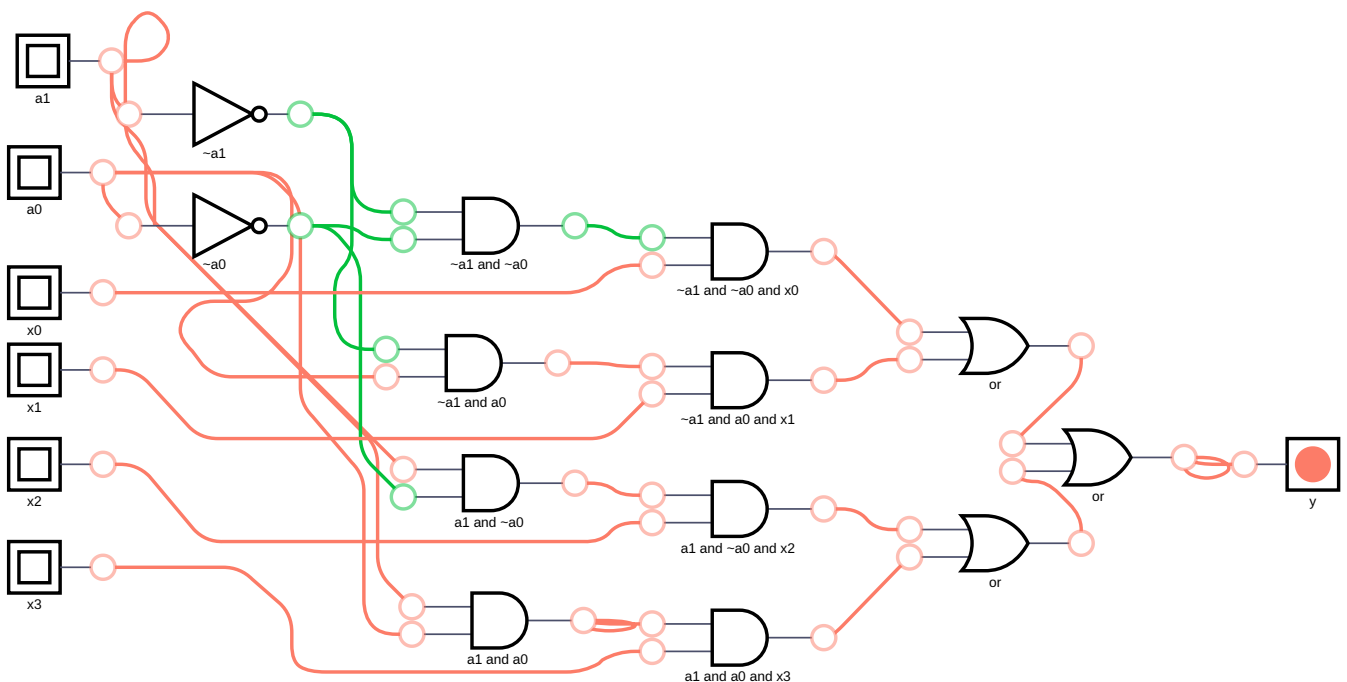 a1
~a1
a0
~a0
~a1 and ~a0
~a1 and ~a0 and x0
x0
or
x1
~a1 and a0
~a1 and a0 and x1
x2
or
y
a1 and ~a0
a1 and ~a0 and x2
x3
or
a1 and a0
a1 and a0 and x3